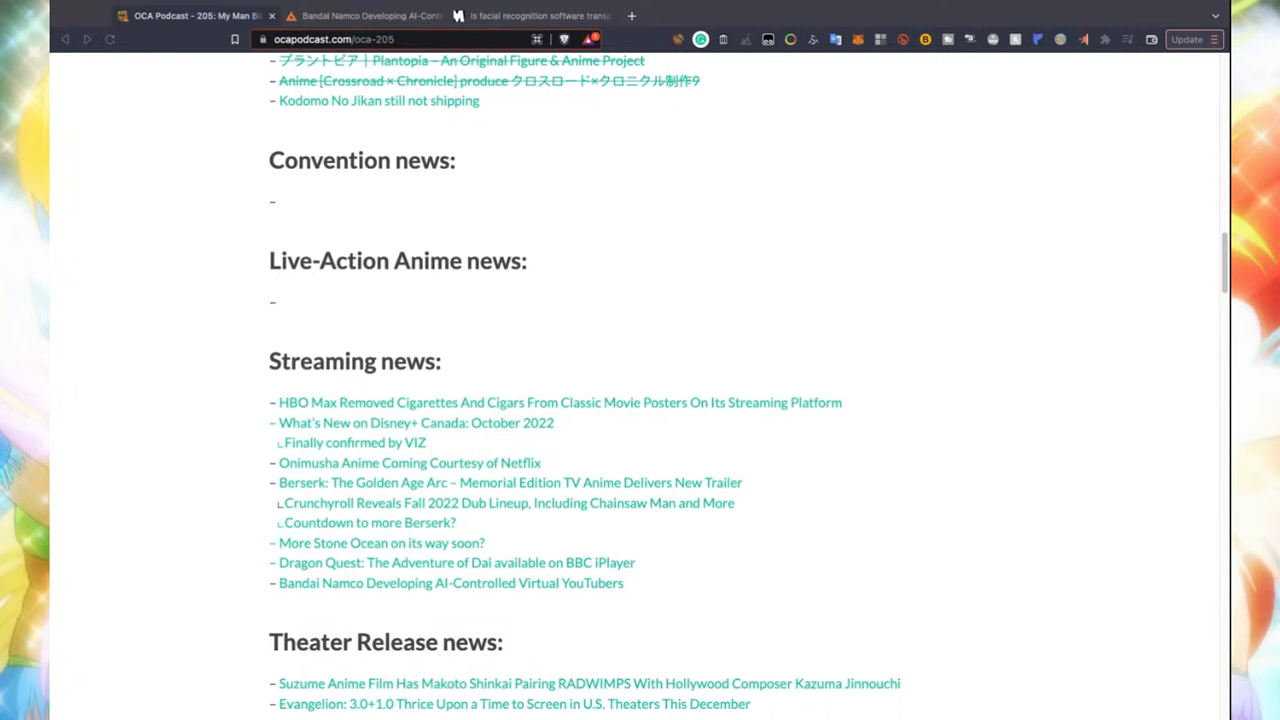 OCA Podcast - 205: My Man Bl
Bandai Namco Developing AI-Cont
Is facial recognition software trans
ocapodcast.com/oca-205
Update
– プラントピア | Plantopia – An Original Figure & Anime Project
– Anime [Crossroad × Chronicle] produce クロスロード×クロニクル制作9
– Kodomo No Jikan still not shipping
Convention news:
–
Live-Action Anime news:
–
Streaming news:
– HBO Max Removed Cigarettes And Cigars From Classic Movie Posters On Its Streaming Platform
– What's New on Disney+ Canada: October 2022
∟Finally confirmed by VIZ
– Onimusha Anime Coming Courtesy of Netflix
– Berserk: The Golden Age Arc – Memorial Edition TV Anime Delivers New Trailer
∟Crunchyroll Reveals Fall 2022 Dub Lineup, Including Chainsaw Man and More
∟Countdown to more Berserk?
– More Stone Ocean on its way soon?
– Dragon Quest: The Adventure of Dai available on BBC iPlayer
– Bandai Namco Developing AI-Controlled Virtual YouTubers
Theater Release news:
– Suzume Anime Film Has Makoto Shinkai Pairing RADWIMPS With Hollywood Composer Kazuma Jinnouchi
– Evangelion: 3.0+1.0 Thrice Upon a Time to Screen in U.S. Theaters This December